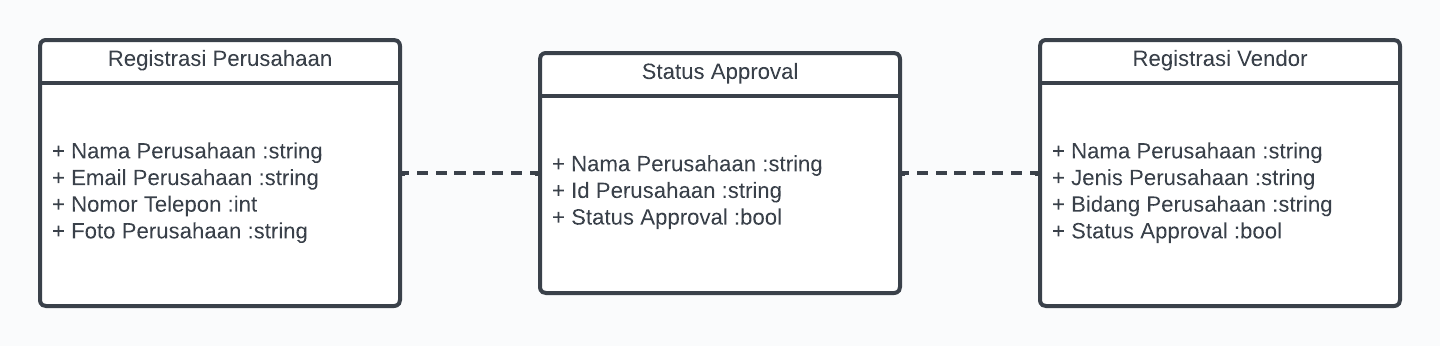 Registrasi Perusahaan
+ Nama Perusahaan :string
+ Email Perusahaan :string
+ Nomor Telepon :int
+ Foto Perusahaan :string
Status Approval
+ Nama Perusahaan :string
+ Id Perusahaan :string
+ Status Approval :bool
Registrasi Vendor
+ Nama Perusahaan :string
+ Jenis Perusahaan :string
+ Bidang Perusahaan :string
+ Status Approval :bool